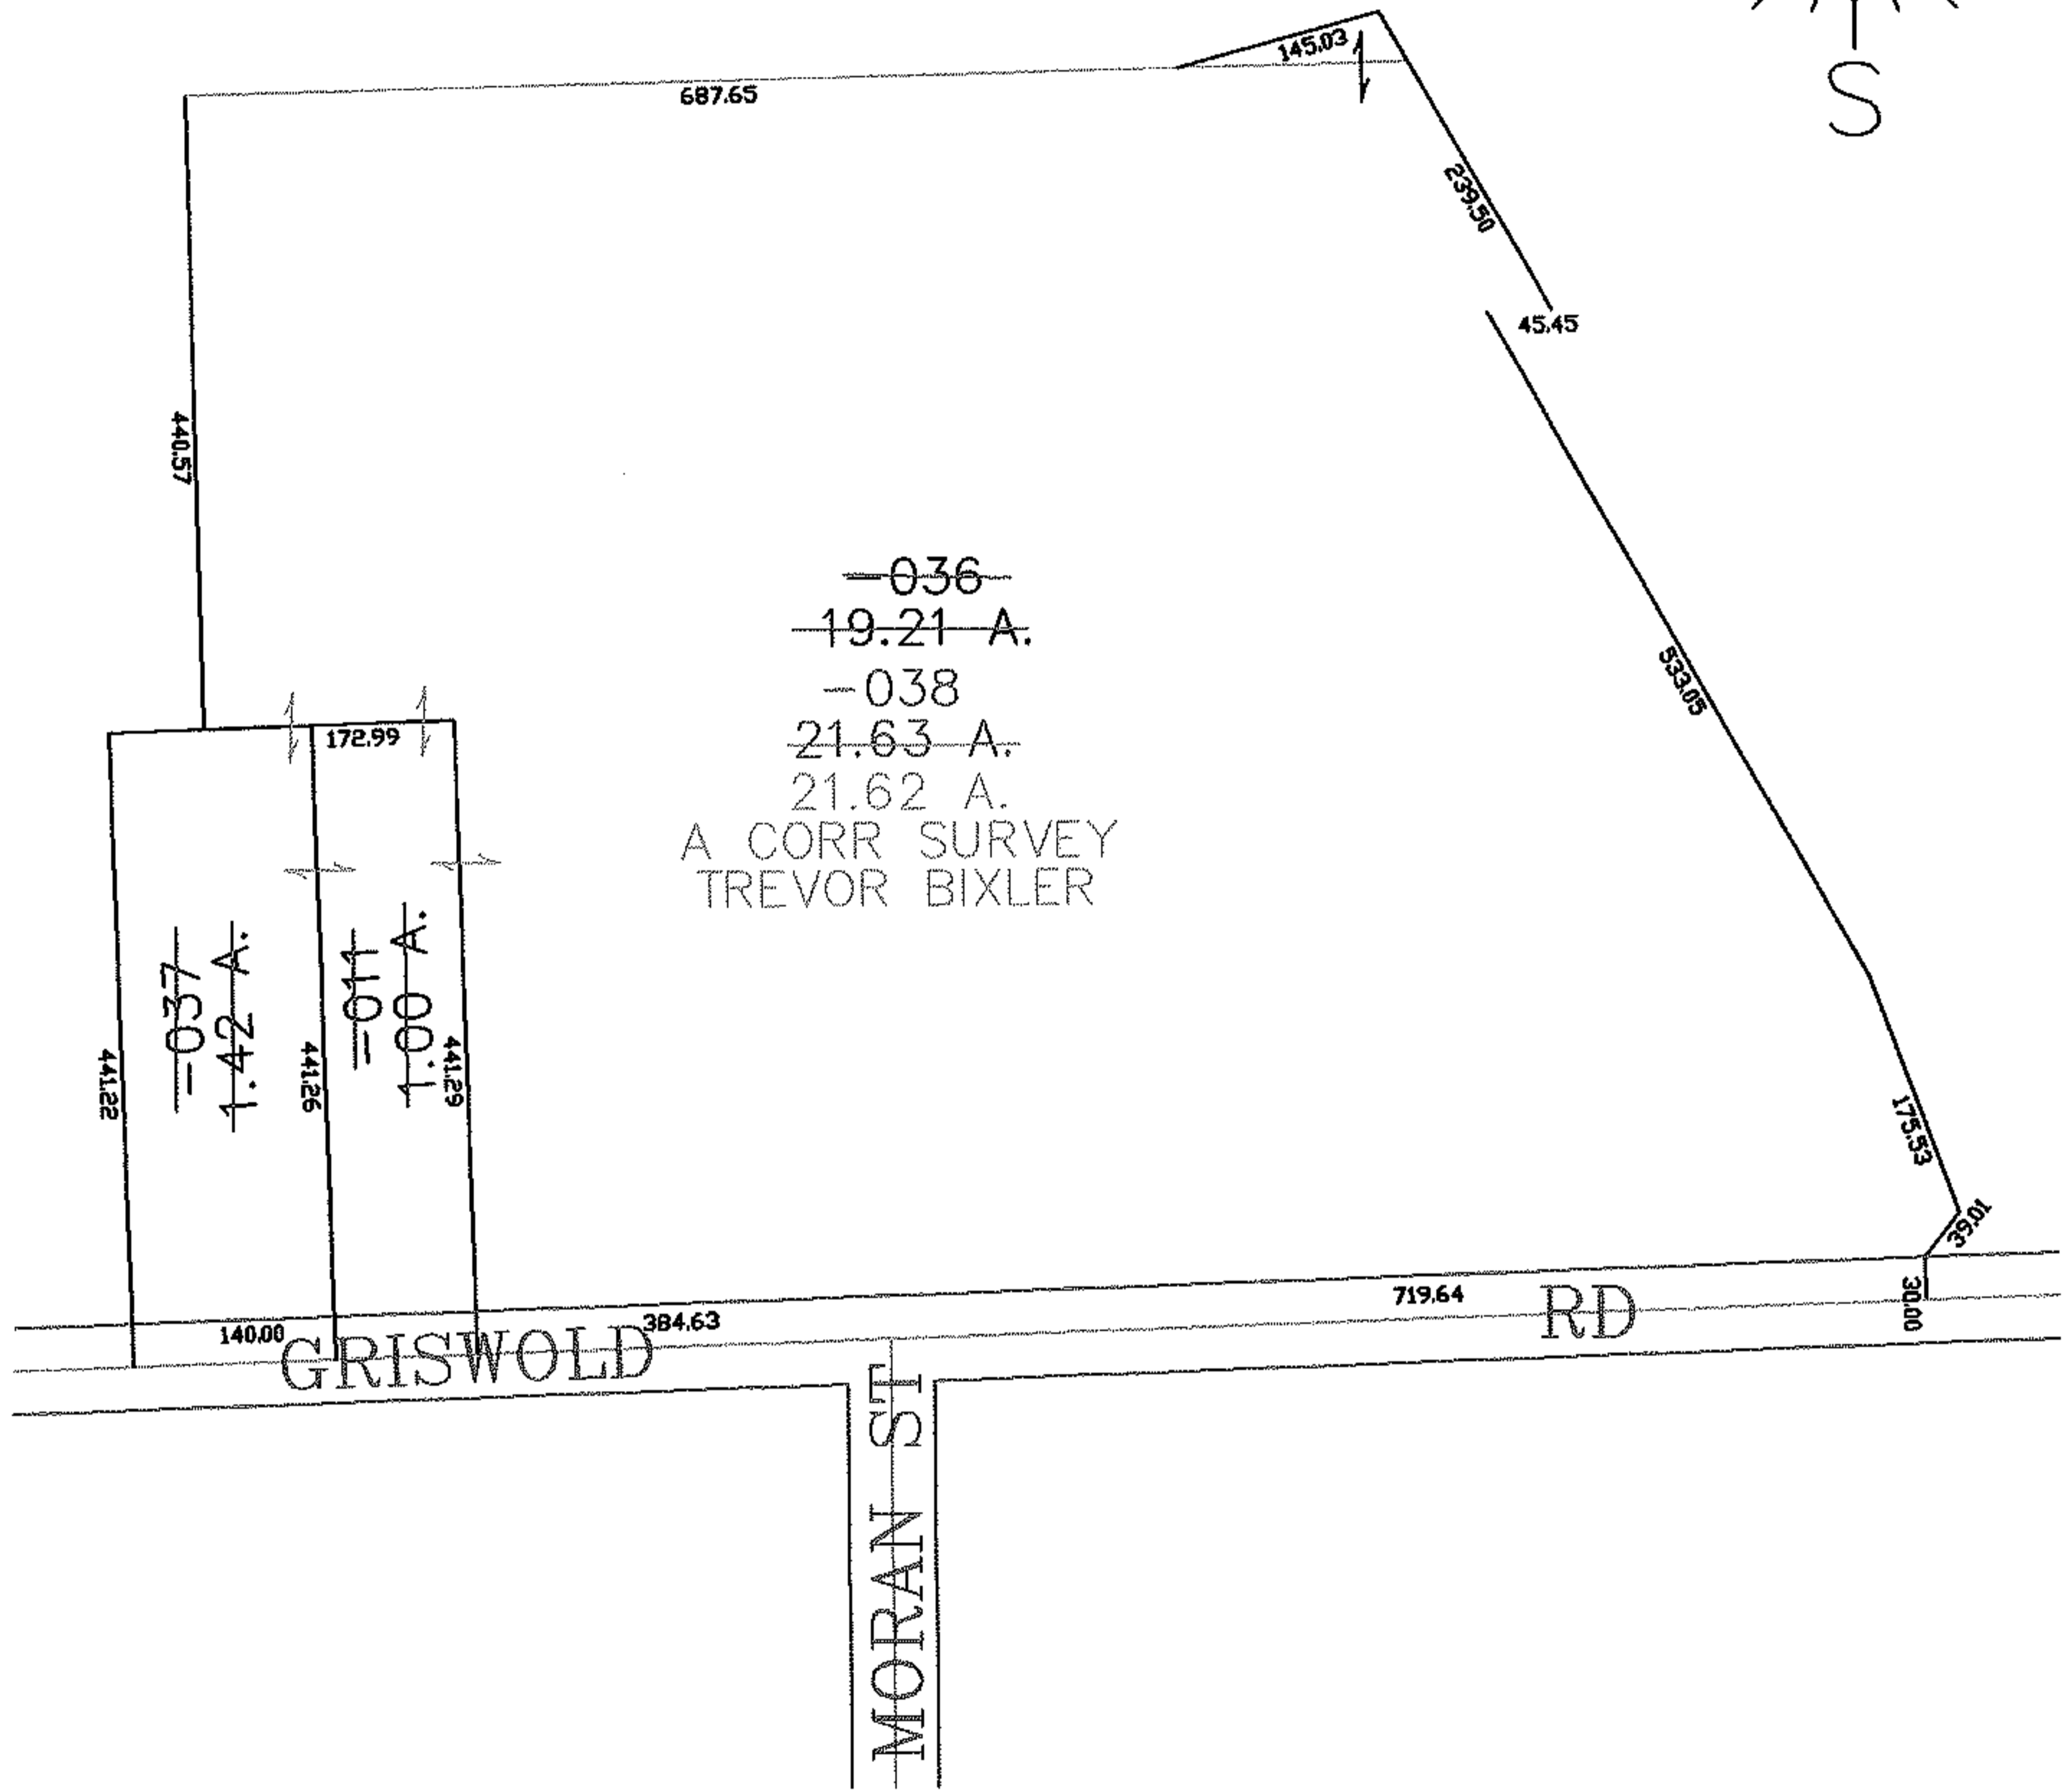 S
145.03
687.65
239.50
45.45
440.57
-036
19.21 A.
-038
21.63 A.
21.62 A.
A CORR SURVEY
TREVOR BIXLER
533.05
172.99
-037
1.42 A.
-011
1.00 A.
441.22
441.26
441.29
175.53
39.01
30.00
719.64
384.63
140.00
GRISWOLD RD
MORAN ST